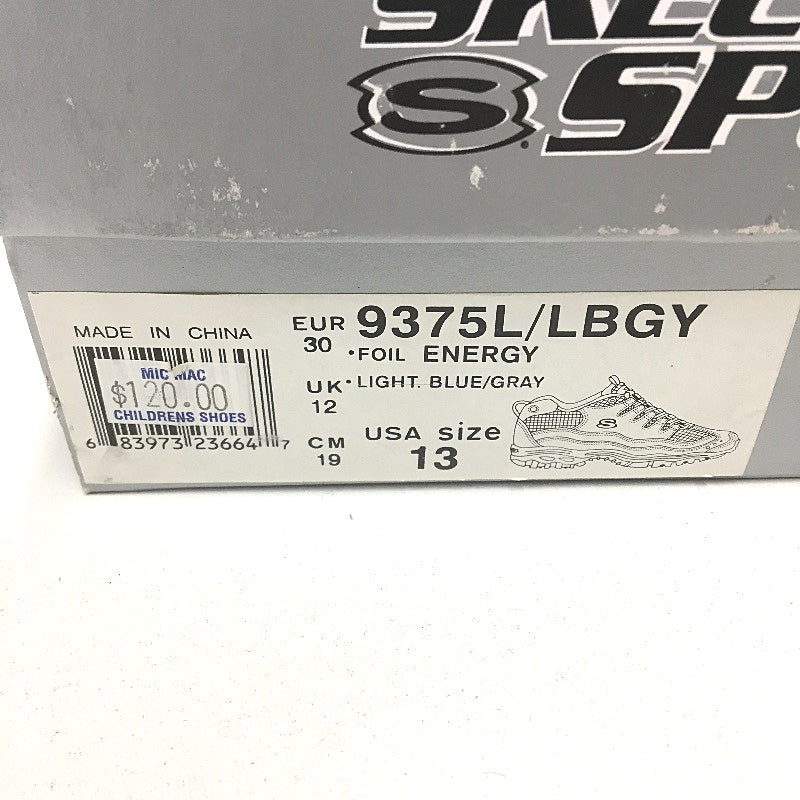 S SP
MADE IN CHINA
MIC MAC
$120.00
CHILDRENS SHOES
6 83973 23664 7
EUR
30
UK
12
CM
19
9375L/LBGY
•FOIL ENERGY
•LIGHT. BLUE/GRAY
USA size
13
S